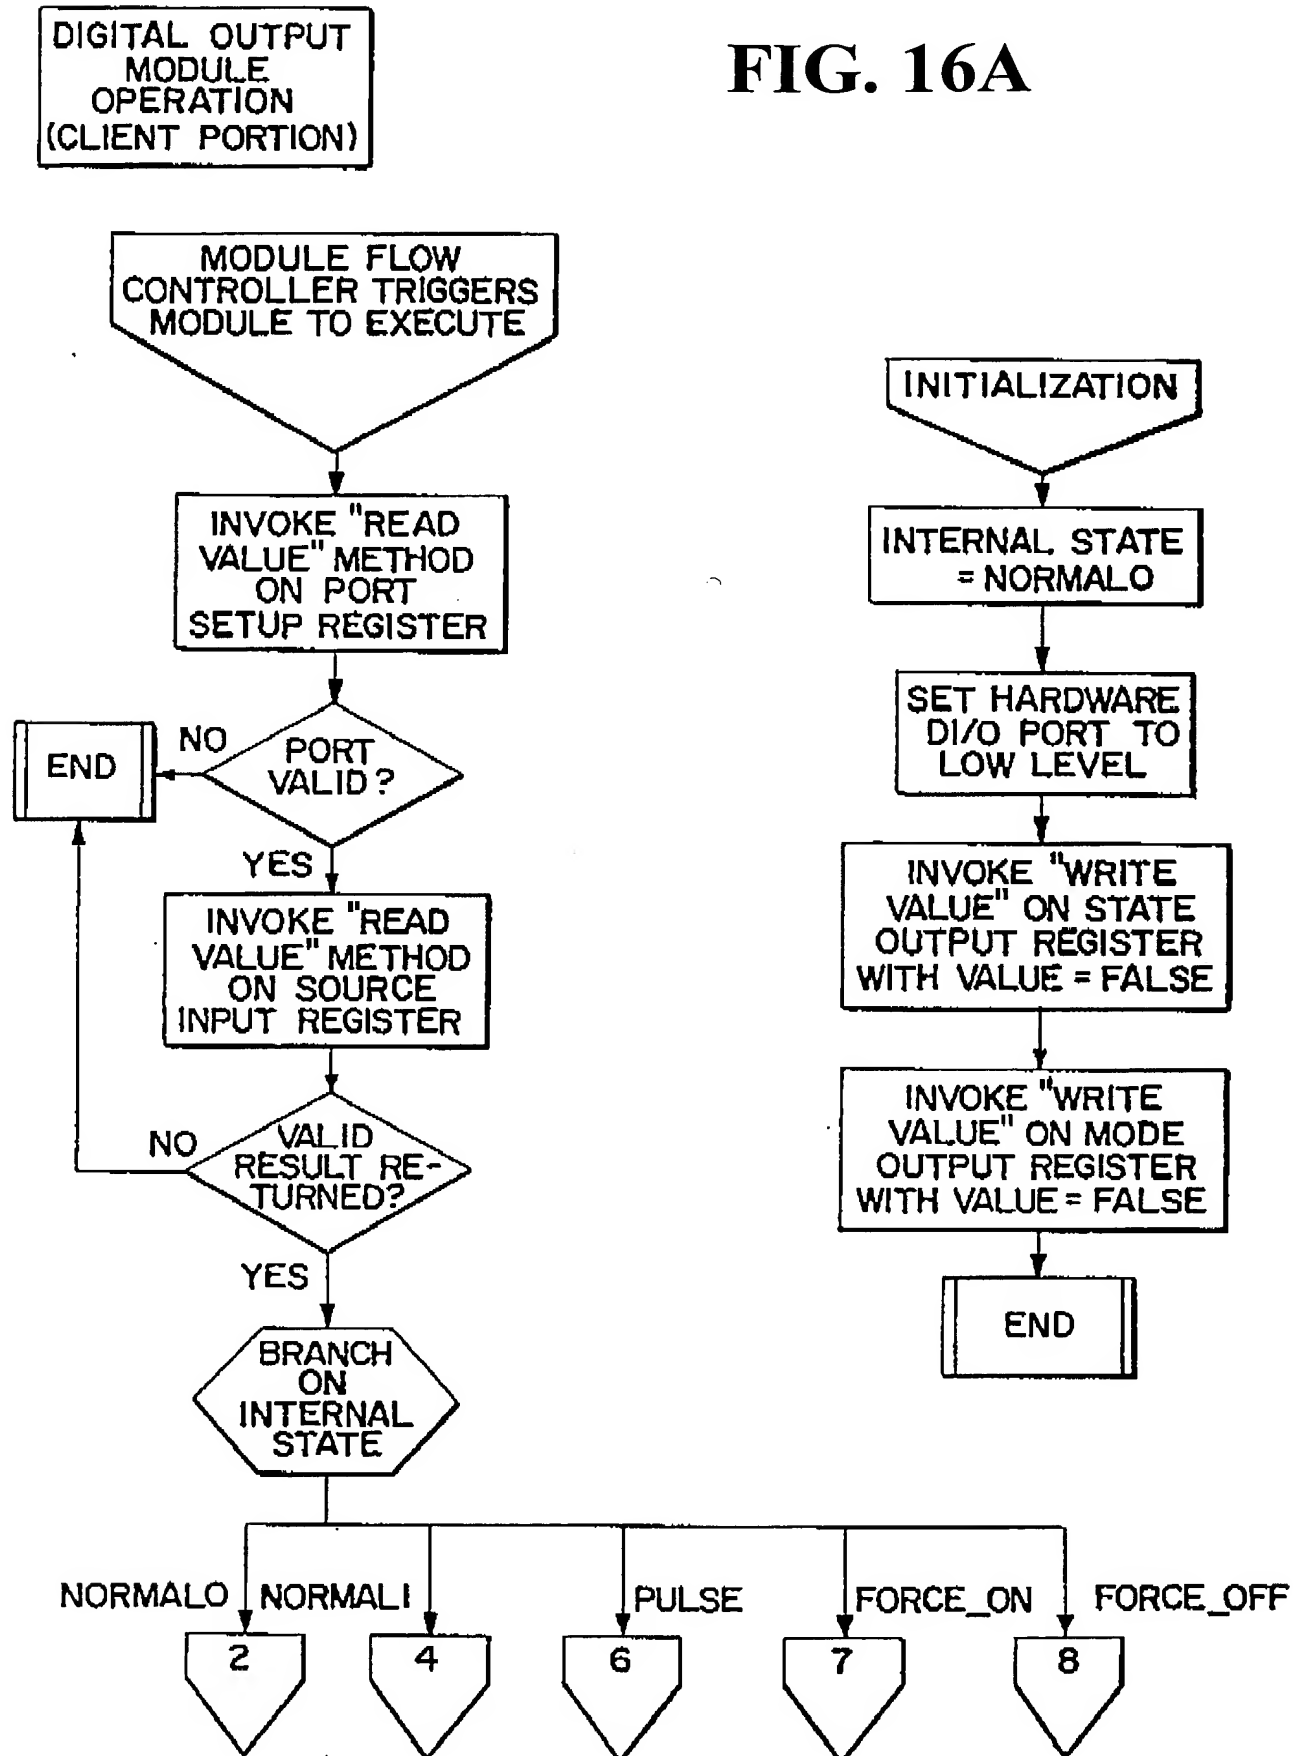 DIGITAL OUTPUT
MODULE
OPERATION
(CLIENT PORTION)
FIG. 16A
MODULE FLOW
CONTROLLER TRIGGERS
MODULE TO EXECUTE
INVOKE "READ
VALUE" METHOD
ON PORT
SETUP REGISTER
END
NO
PORT
VALID?
YES
INVOKE "READ
VALUE" METHOD
ON SOURCE
INPUT REGISTER
NO
VALID
RESULT RE-
TURNED?
YES
BRANCH
ON
INTERNAL
STATE
INITIALIZATION
INTERNAL STATE
= NORMALO
SET HARDWARE
DI/O PORT TO
LOW LEVEL
INVOKE "WRITE
VALUE" ON STATE
OUTPUT REGISTER
WITH VALUE = FALSE
INVOKE "WRITE
VALUE" ON MODE
OUTPUT REGISTER
WITH VALUE = FALSE
END
NORMALO
NORMALI
PULSE
FORCE_ON
FORCE_OFF
2
4
6
7
8